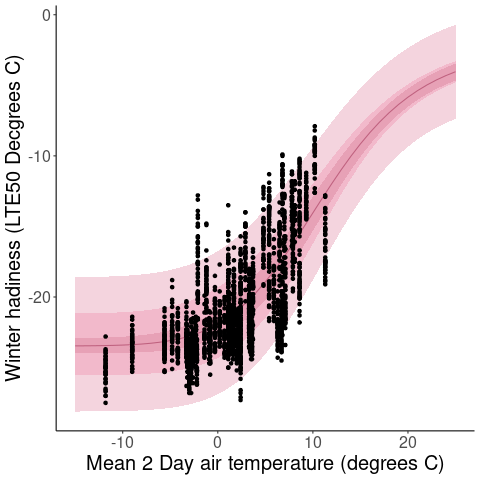 0
-10
-20
Winter hadiness (LTE50 Decgrees C)
-10 0 10 20
Mean 2 Day air temperature (degrees C)